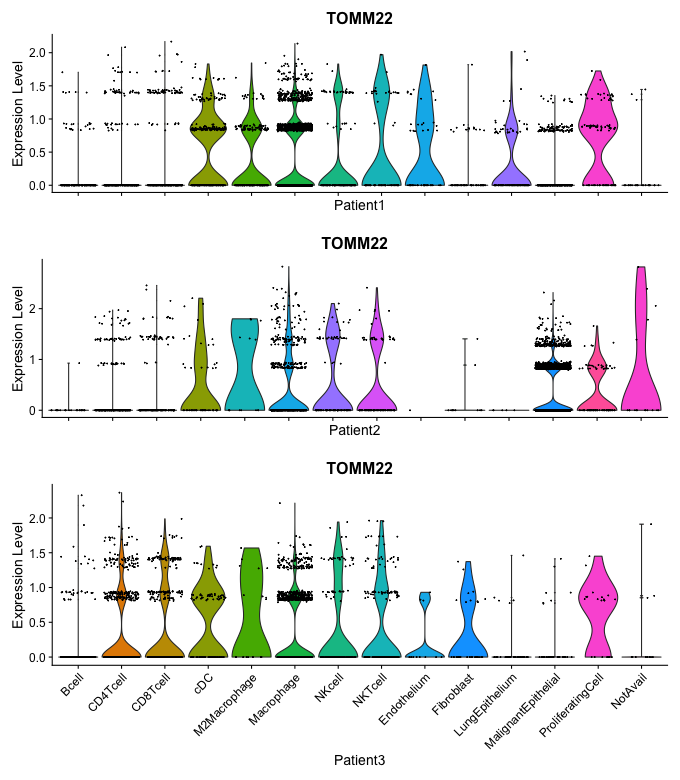 TOMM22
Expression Level
2.0
1.5
1.0
0.5
0.0
Patient1
TOMM22
Expression Level
2
1
0
Patient2
TOMM22
Expression Level
2.0
1.5
1.0
0.5
0.0
Bcell
CD4Tcell
CD8Tcell
cDC
M2Macrophage
Macrophage
NKcell
NKTcell
Endothelium
Fibroblast
LungEpithelium
MalignantEpithelial
ProliferatingCell
NotAvail
Patient3